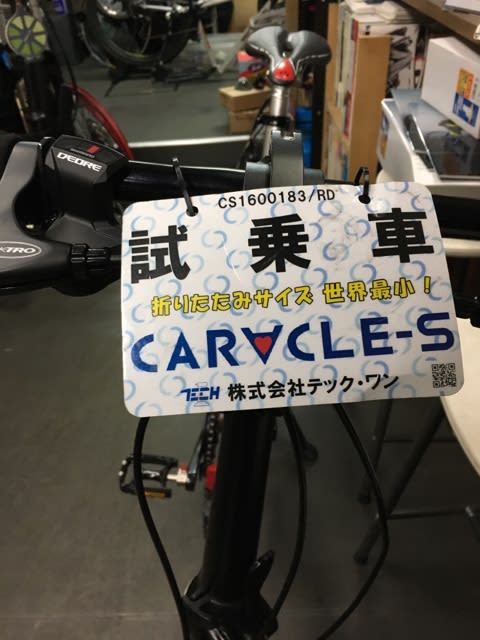 DEORE
CS1600183/RD
試乗車
折りたたみサイズ 世界最小！
CARACLE-S
TECH 株式会社テック・ワン